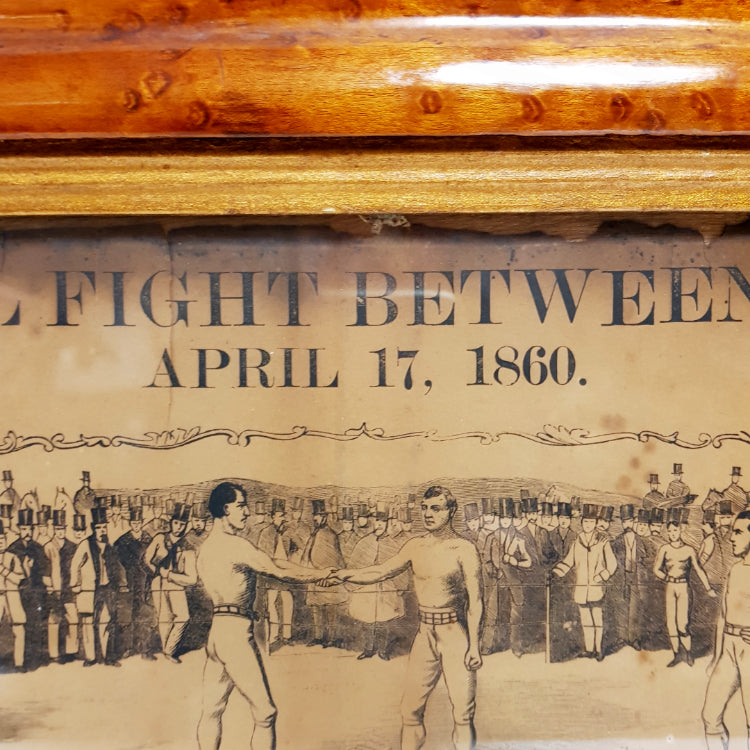 L FIGHT BETWEEN
APRIL 17, 1860.